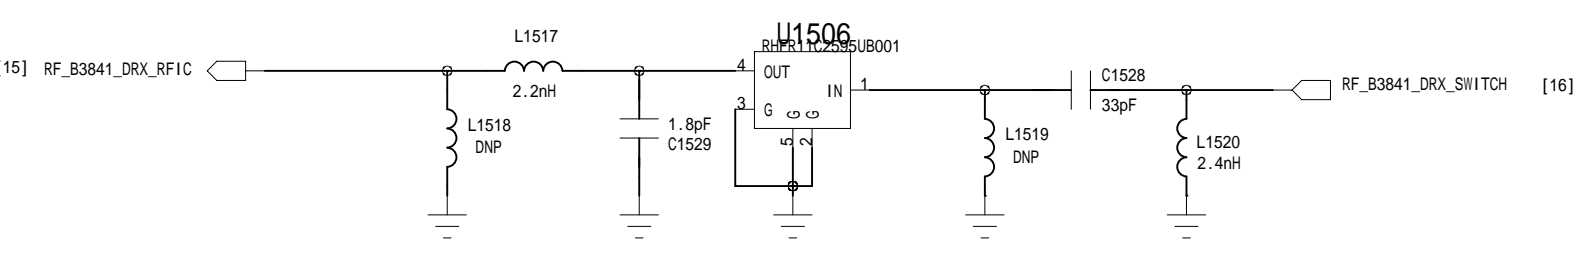 U1506
RHFR11C2595UB001
L1517
2.2nH
15] RF_B3841_DRX_RFIC
4 OUT
IN 1
3 G
G G
5 2
L1518
DNP
1.8pF
C1529
C1528
33pF
RF_B3841_DRX_SWITCH [16]
L1519
DNP
L1520
2.4nH